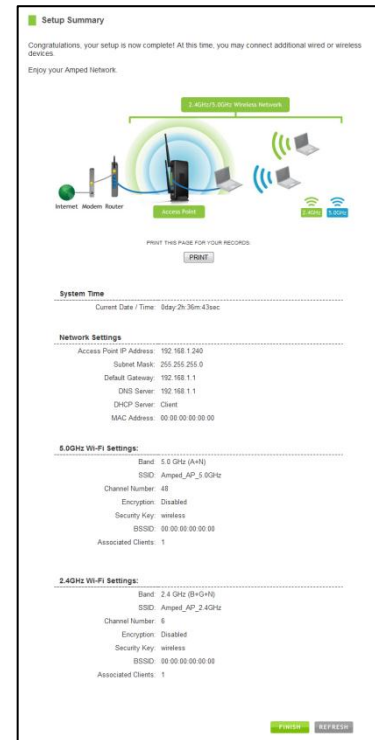 Setup Summary
Congratulations, your setup is now complete! At this time, you may connect additional wired or wireless
devices.
Enjoy your Amped Network.
2.4GHz/5.0GHz Wireless Network
Internet Modem Router
Access Point
2.4GHz 5.0GHz
PRINT THIS PAGE FOR YOUR RECORDS.
PRINT
System Time
Current Date / Time: 0day:2h:36m:43sec
Network Settings
Access Point IP Address: 192.168.1.240
Subnet Mask: 255.255.255.0
Default Gateway: 192.168.1.1
DNS Server: 192.168.1.1
DHCP Server: Client
MAC Address: 00:00:00:00:00:00
5.0GHz Wi-Fi Settings:
Band: 5.0 GHz (A+N)
SSID: Amped_AP_5.0GHz
Channel Number: 48
Encryption: Disabled
Security Key: wireless
BSSID: 00:00:00:00:00:00
Associated Clients: 1
2.4GHz Wi-Fi Settings:
Band: 2.4 GHz (B+G+N)
SSID: Amped_AP_2.4GHz
Channel Number: 6
Encryption: Disabled
Security Key: wireless
BSSID: 00:00:00:00:00:00
Associated Clients: 1
FINISH REFRESH